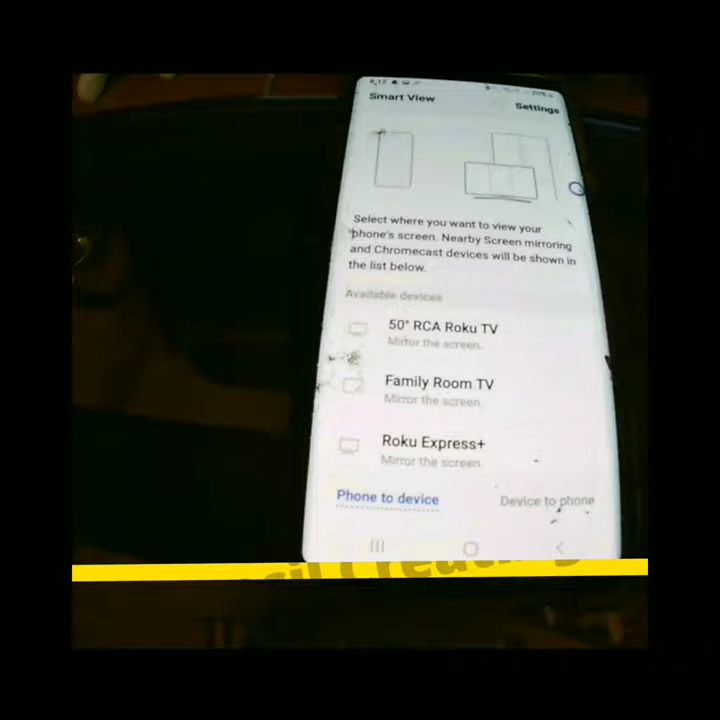 Smart View
Settings
Select where you want to view your
phone's screen. Nearby Screen mirroring
and Chromecast devices will be shown in
the list below.
Available devices
50" RCA Roku TV
Mirror the screen.
Family Room TV
Mirror the screen.
Roku Express+
Mirror the screen.
Phone to device
Device to phone